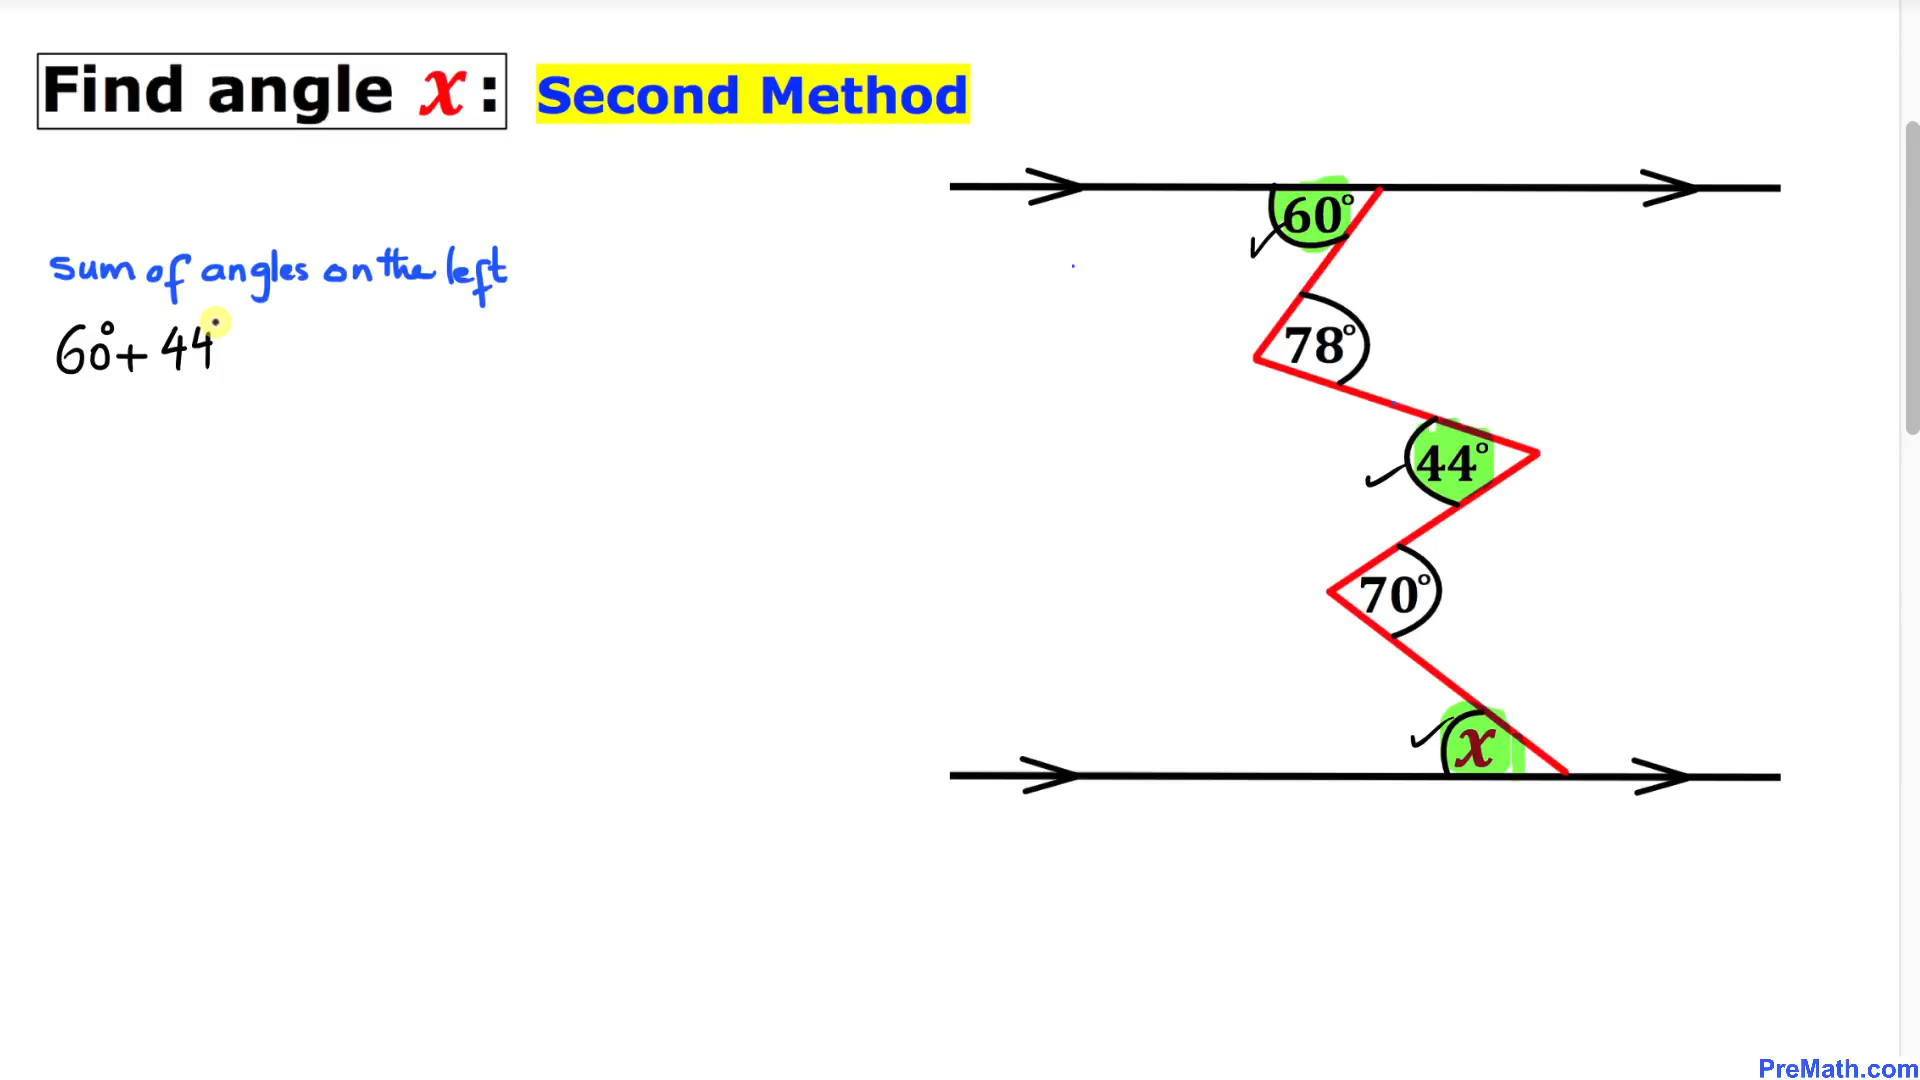 Find angle x:
Second Method
sum of angles on the left
60°+44°
60°
78°
44°
70°
x
PreMath.com